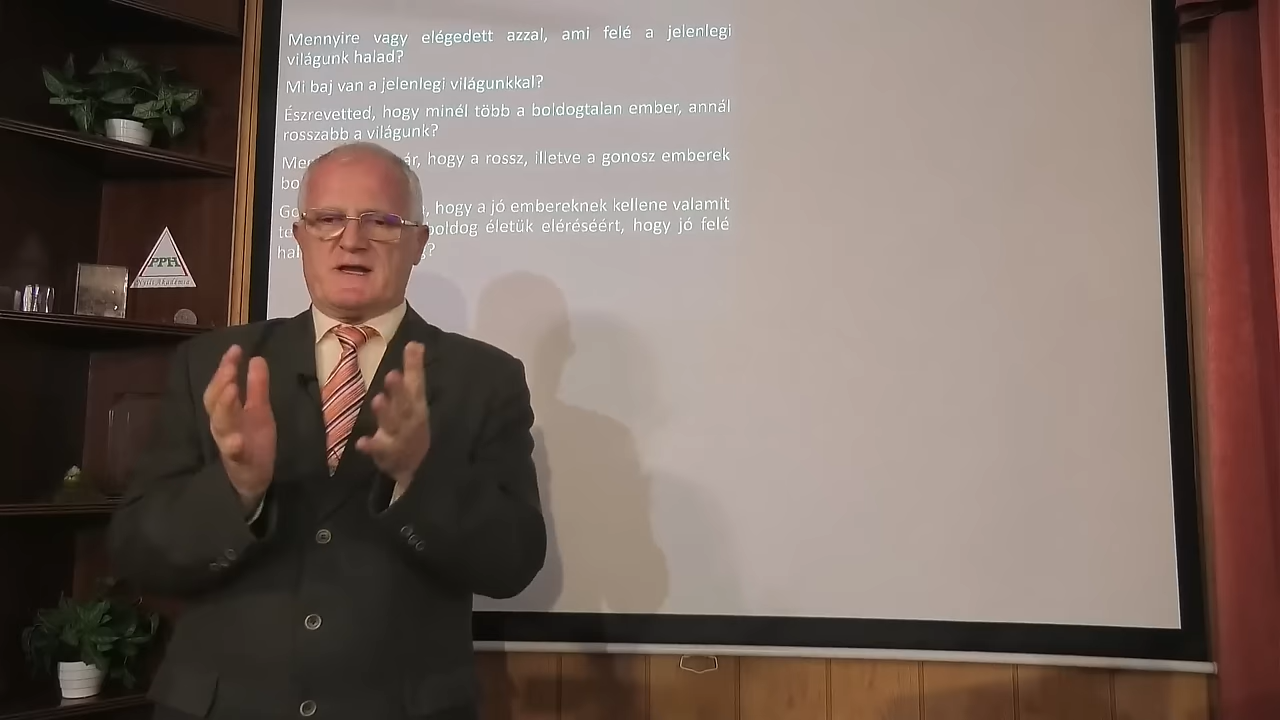 Mennyire vagy elégedett azzal, ami felé a jelenlegi
világunk halad?
Mi baj van a jelenlegi világunkkal?
Észrevetted, hogy minél több a boldogtalan ember, annál
rosszabb a világunk?
hogy a rossz, illetve a gonosz emberek
hogy a jó embereknek kellene valamit
boldog életük eléréséért, hogy jó felé
PPH
Nyílt Akadémia